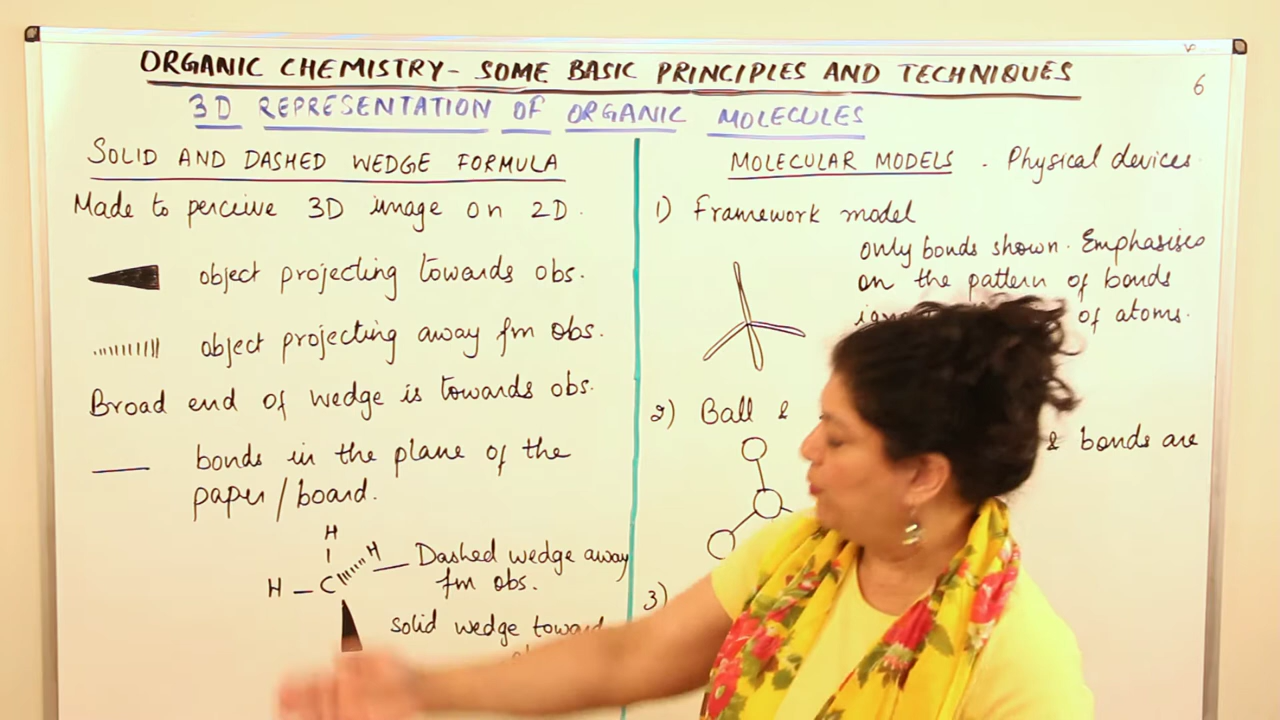 ORGANIC CHEMISTRY - SOME BASIC PRINCIPLES AND TECHNIQUES
6
3D REPRESENTATION OF ORGANIC MOLECULES
SOLID AND DASHED WEDGE FORMULA
Made to perceive 3D image on 2D.
object projecting towards obs.
object projecting away fm obs.
Broad end of wedge is towards obs.
bonds in the plane of the
paper/board.
H
H
H - C
Dashed wedge away
fm obs.
solid wedge
MOLECULAR MODELS - Physical devices.
1) Framework model
only bonds shown. Emphasises
on the pattern of bonds
of atoms.
2) Ball &
& bonds are
3)